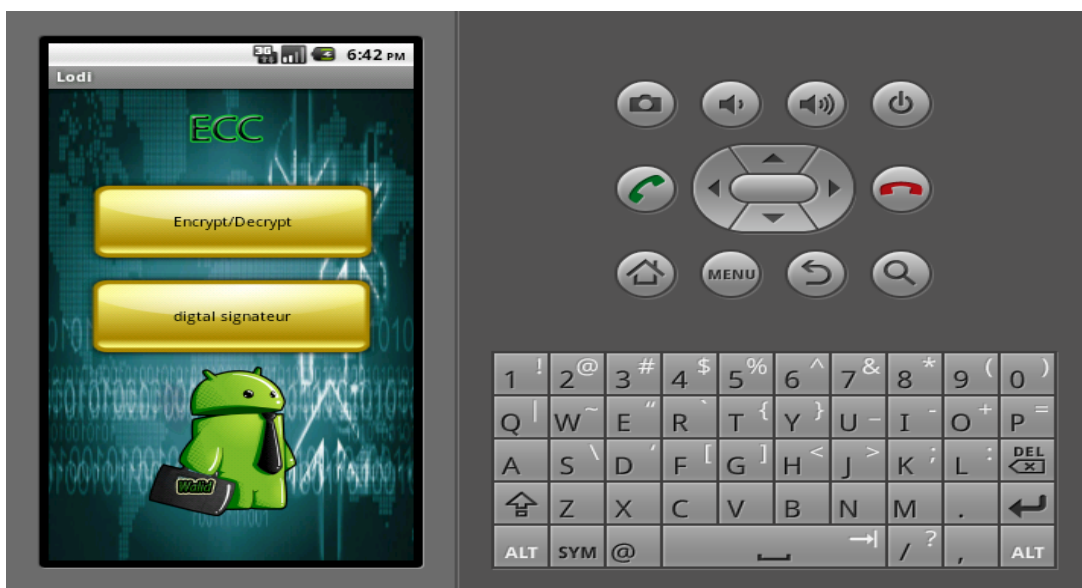 3G 6:42 PM
Lodi
ECC
Encrypt/Decrypt
digtal signateur
Walid
MENU
1 ! 2 @ 3 # 4 $ 5 % 6 ^ 7 & 8 * 9 ( 0 )
Q | W ~ E " R ` T { Y } U _ I - O + P =
A S \ D ' F [ G ] H < J > K ; L : DEL
Z X C V B N M .
ALT SYM @ / ? , ALT